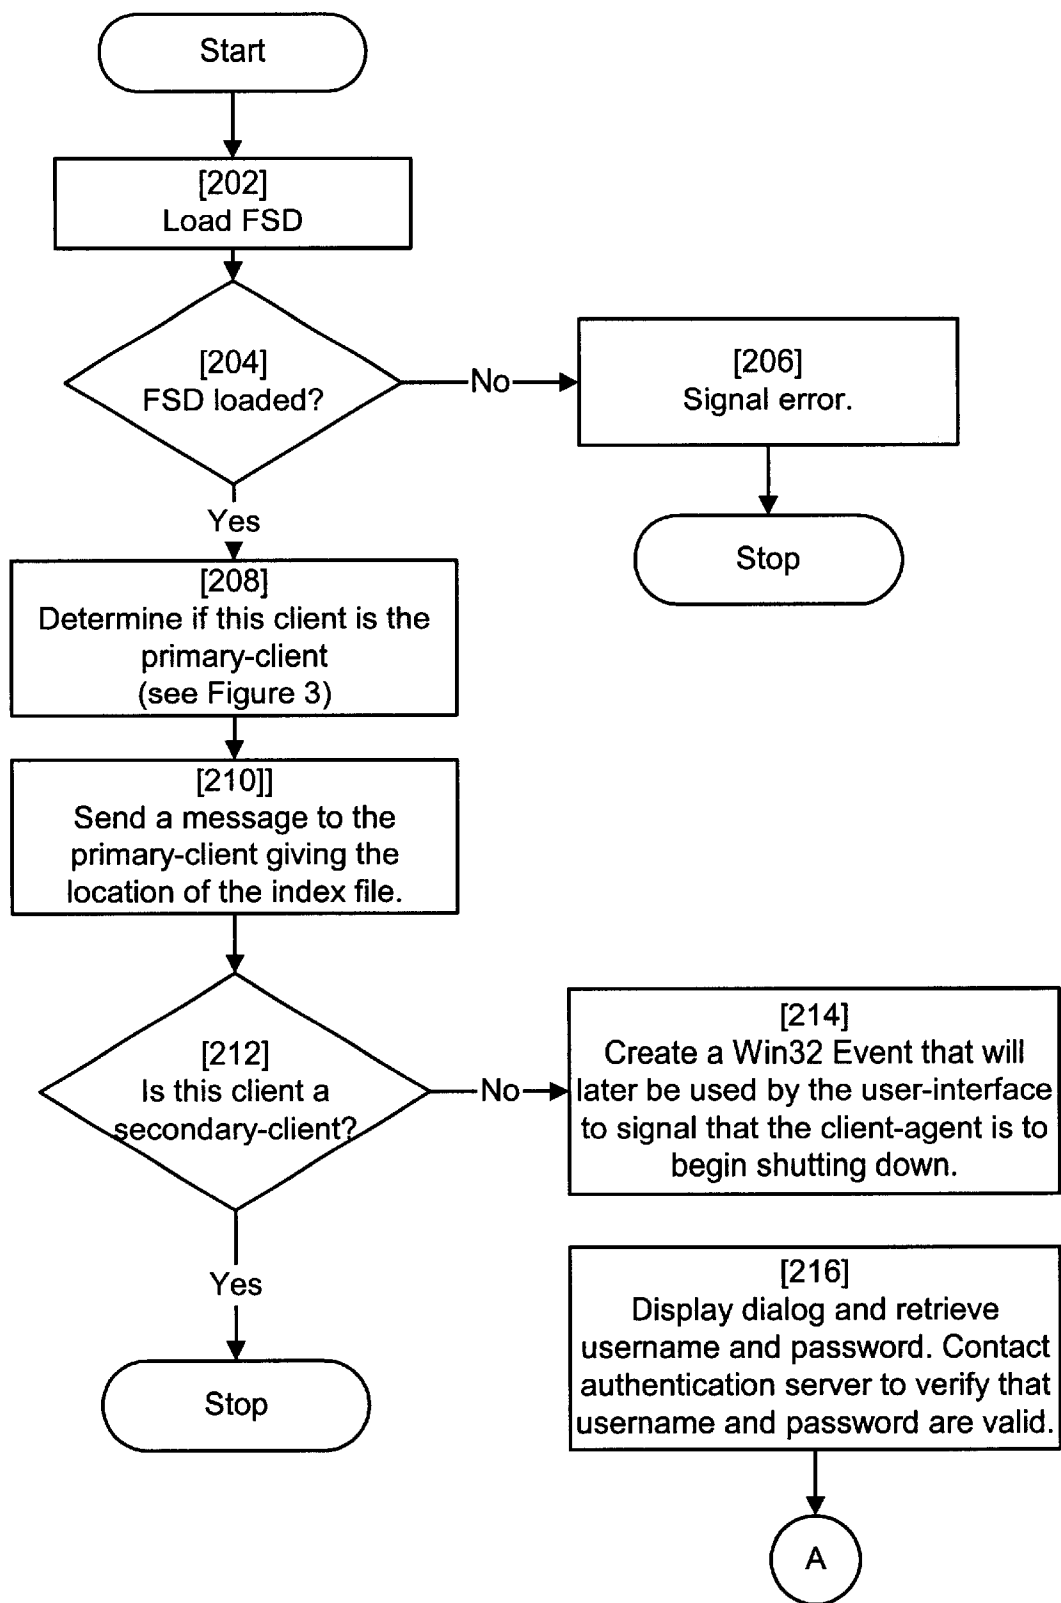 Start
[202]
Load FSD
[204]
FSD loaded?
No
[206]
Signal error.
Stop
Yes
[208]
Determine if this client is the
primary-client
(see Figure 3)
[210]]
Send a message to the
primary-client giving the
location of the index file.
[212]
Is this client a
secondary-client?
No
[214]
Create a Win32 Event that will
later be used by the user-interface
to signal that the client-agent is to
begin shutting down.
Yes
Stop
[216]
Display dialog and retrieve
username and password. Contact
authentication server to verify that
username and password are valid.
A